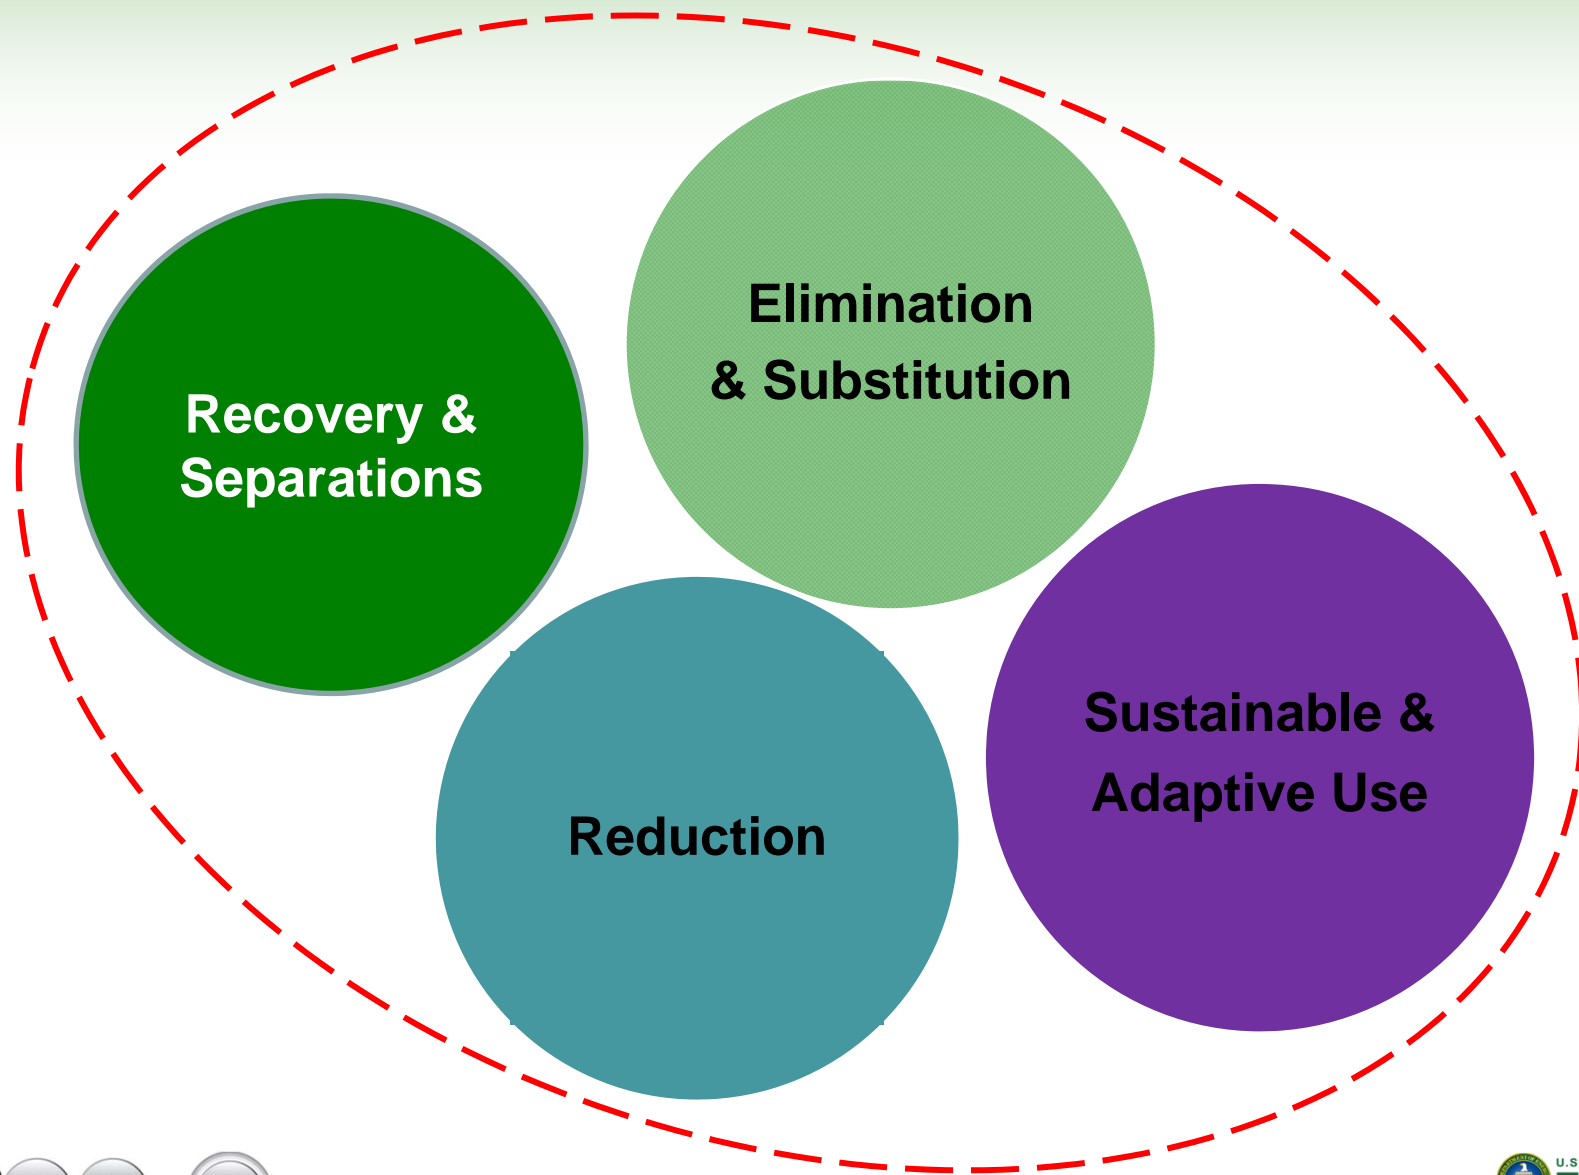 Elimination
& Substitution
Recovery &
Separations
Sustainable &
Adaptive Use
Reduction
U.S